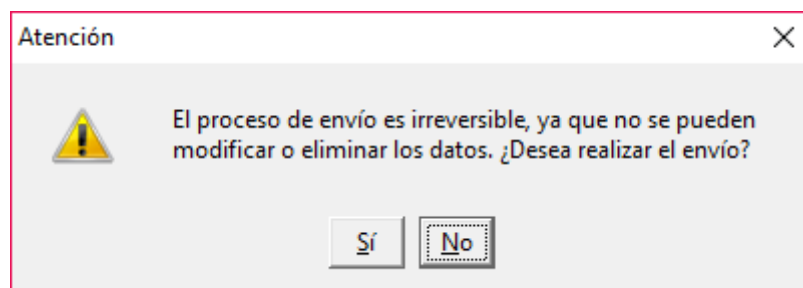 Atención
El proceso de envío es irreversible, ya que no se pueden
modificar o eliminar los datos. ¿Desea realizar el envío?
Sí No